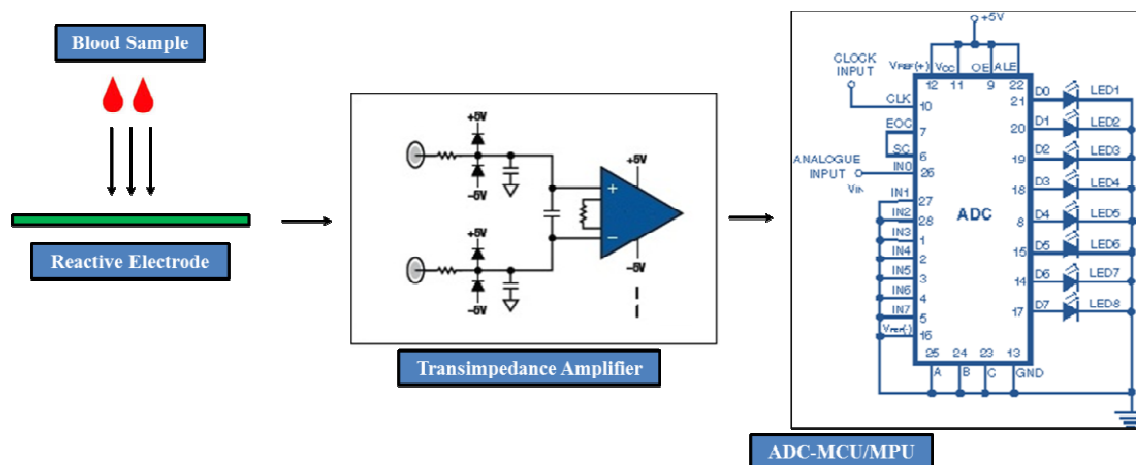 Blood Sample
Reactive Electrode
+5V
-5V
+5V
-5V
+
-
+5V
-5V
Transimpedance Amplifier
+5V
CLOCK
INPUT
VREF(+) VCC OE ALE
12 11 9 22
CLK
10
EOC
7
SC
6
ANALOGUE
INPUT
VIN
IN0
26
IN1
27
IN2
28
IN3
1
IN4
2
IN5
3
IN6
4
IN7
5
Vref(-)
16
ADC
21 D0 LED1
20 D1 LED2
19 D2 LED3
18 D3 LED4
8 D4 LED5
15 D5 LED6
14 D6 LED7
17 D7 LED8
25 24 23 13
A B C GND
ADC-MCU/MPU